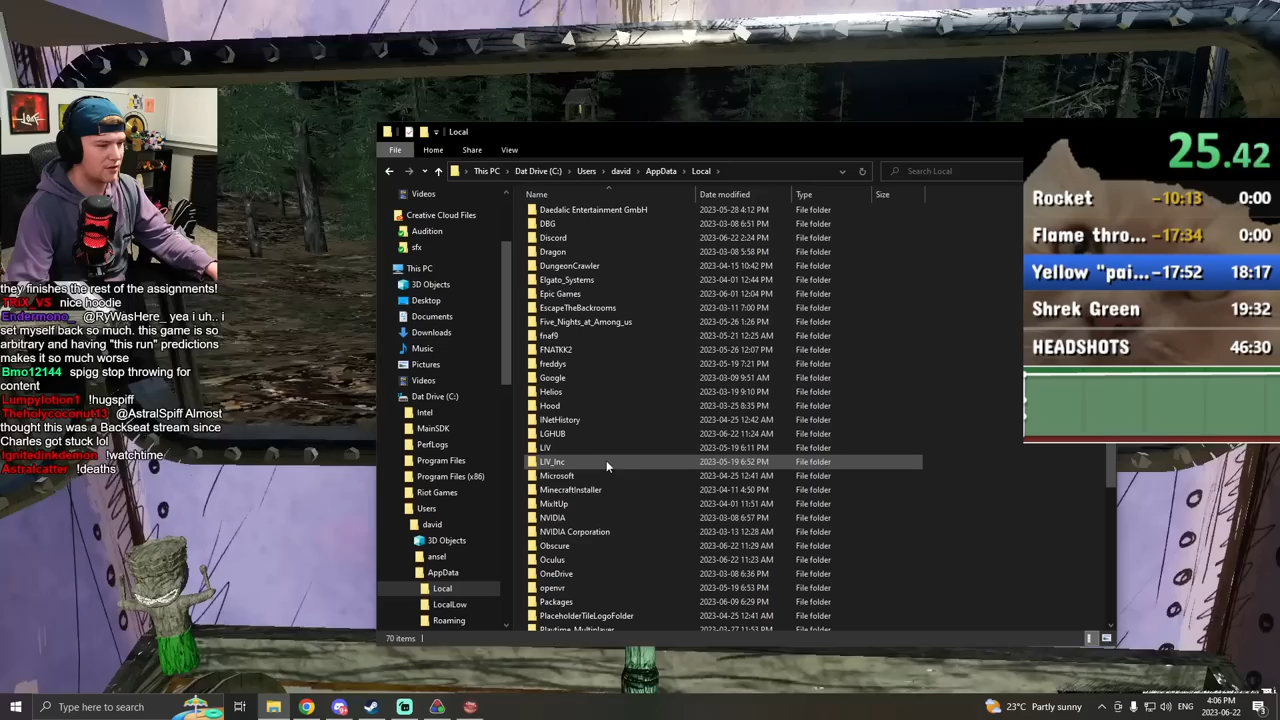 Local
File
Home
Share
View
This PC > Dat Drive (C:) > Users > david > AppData > Local >
Search Local
Videos
Creative Cloud Files
Audition
sfx
This PC
3D Objects
Desktop
Documents
Downloads
Music
Pictures
Videos
Dat Drive (C:)
Intel
MainSDK
PerfLogs
Program Files
Program Files (x86)
Riot Games
Users
david
3D Objects
ansel
AppData
Local
LocalLow
Roaming
Name Date modified Type Size
Daedalic Entertainment GmbH 2023-05-28 4:12 PM File folder
DBG 2023-03-08 6:51 PM File folder
Discord 2023-06-22 2:24 PM File folder
Dragon 2023-03-08 5:58 PM File folder
DungeonCrawler 2023-04-15 10:42 PM File folder
Elgato_Systems 2023-04-01 12:44 PM File folder
Epic Games 2023-06-01 12:04 PM File folder
EscapeTheBackrooms 2023-03-11 7:00 PM File folder
Five_Nights_at_Among_us 2023-05-26 1:26 PM File folder
fnaf9 2023-05-21 12:25 AM File folder
FNATKK2 2023-05-26 12:07 PM File folder
freddys 2023-05-19 7:21 PM File folder
Google 2023-03-09 9:51 AM File folder
Helios 2023-03-19 9:10 PM File folder
Hood 2023-03-25 8:35 PM File folder
INetHistory 2023-04-25 12:42 AM File folder
LGHUB 2023-06-22 11:24 AM File folder
LIV 2023-05-19 6:11 PM File folder
LIV_Inc 2023-05-19 6:52 PM File folder
Microsoft 2023-04-25 12:41 AM File folder
MinecraftInstaller 2023-04-11 4:50 PM File folder
MixItUp 2023-04-01 11:51 AM File folder
NVIDIA 2023-03-08 6:57 PM File folder
NVIDIA Corporation 2023-03-13 12:28 AM File folder
Obscure 2023-06-22 11:29 AM File folder
Oculus 2023-06-22 11:23 AM File folder
OneDrive 2023-03-08 6:36 PM File folder
openvr 2023-05-19 6:53 PM File folder
Packages 2023-06-09 6:29 PM File folder
PlaceholderTileLogoFolder 2023-04-25 12:41 AM File folder
Playtime_Multiplayer 2023-03-27 11:53 PM File folder
70 items
25.42
Rocket -10:13 0:00
Flame thro... -17:34 0:00
Yellow "pai... -17:52 18:17
Shrek Green 19:32
HEADSHOTS 46:30
they finishes the rest of the assignments!
TRiX_VS nice hoodie
Endermono_ @RyWasHere_ yea i uh.. i
set myself back so much. this game is so
arbitrary and having "this run" predictions
makes it so much worse
Bmo12144 spigg stop throwing for
content
Lumpylotion1 !hugspiff
Theholycoconut13 @AstralSpiff Almost
thought this was a Backseat stream since
Charles got stuck lol
Ignitedinkdemon !watchtime
Astralcatter !deaths
Type here to search
23°C Partly sunny
ENG
4:06 PM
2023-06-22